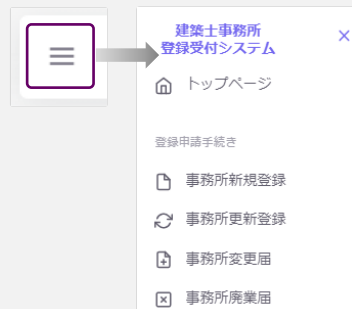 建築士事務所
登録受付システム
トップページ
登録申請手続き
事務所新規登録
事務所更新登録
事務所変更届
事務所廃業届